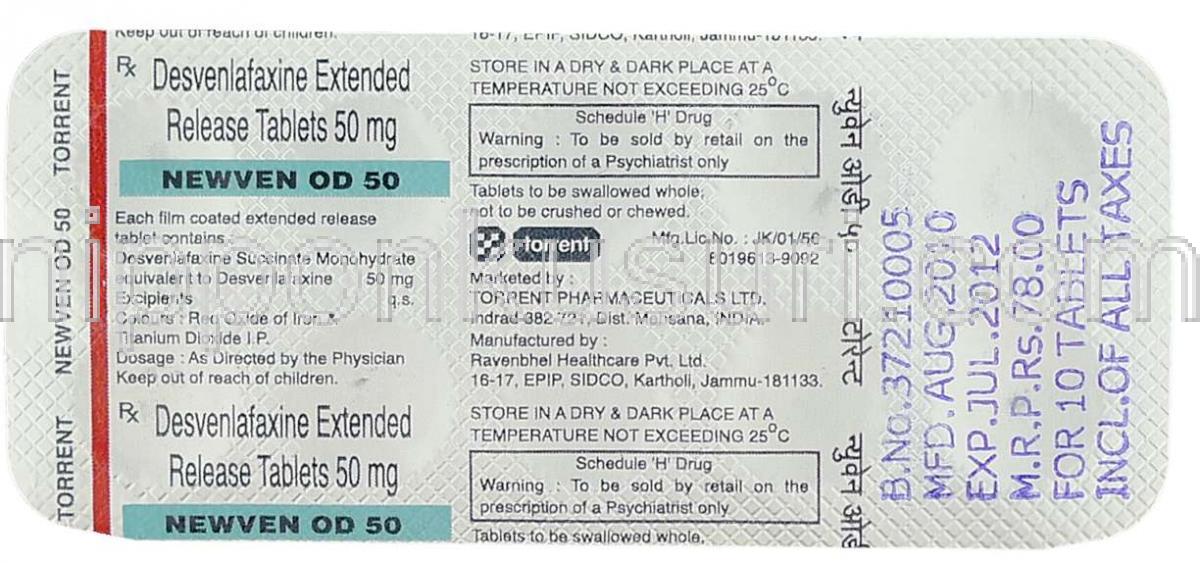 Keep out of reach of children.
Rx Desvenlafaxine Extended
Release Tablets 50 mg
NEWVEN OD 50
Each film coated extended release
tablet contains :
Desvenlafaxine Succinate Monohydrate
equivalent to Desvenlafaxine 50 mg
Excipients q.s.
Colours : Red Oxide of Iron &
Titanium Dioxide I.P.
Dosage : As Directed by the Physician
Keep out of reach of children.
Rx Desvenlafaxine Extended
Release Tablets 50 mg
NEWVEN OD 50
16-17, EPIP, SIDCO, Kartholi, Jammu-181133.
STORE IN A DRY & DARK PLACE AT A
TEMPERATURE NOT EXCEEDING 25°C
Schedule 'H' Drug
Warning : To be sold by retail on the
prescription of a Psychiatrist only
Tablets to be swallowed whole,
not to be crushed or chewed.
torrent
Mfg.Lic.No. : JK/01/56
8019613-9092
Marketed by :
TORRENT PHARMACEUTICALS LTD.
Indrad-382 721, Dist. Mehsana, INDIA.
Manufactured by :
Ravenbhel Healthcare Pvt. Ltd.
16-17, EPIP, SIDCO, Kartholi, Jammu-181133.
STORE IN A DRY & DARK PLACE AT A
TEMPERATURE NOT EXCEEDING 25°C
Schedule 'H' Drug
Warning : To be sold by retail on the
prescription of a Psychiatrist only
Tablets to be swallowed whole,
TORRENT NEWVEN OD 50 TORRENT
न्युवेन ओडी ५० टोरेंट न्युवेन ओडी
B.No.37210005
MFD.AUG.2010
EXP.JUL.2012
M.R.P.Rs.78.00
FOR 10 TABLETS
INCL.OF ALL TAXES